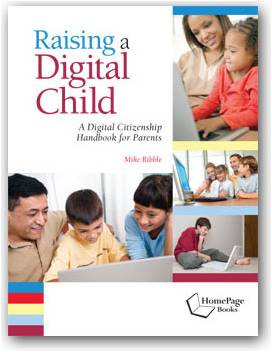 Raising a
Digital
Child
A Digital Citizenship
Handbook for Parents
Mike Ribble
HomePage
Books